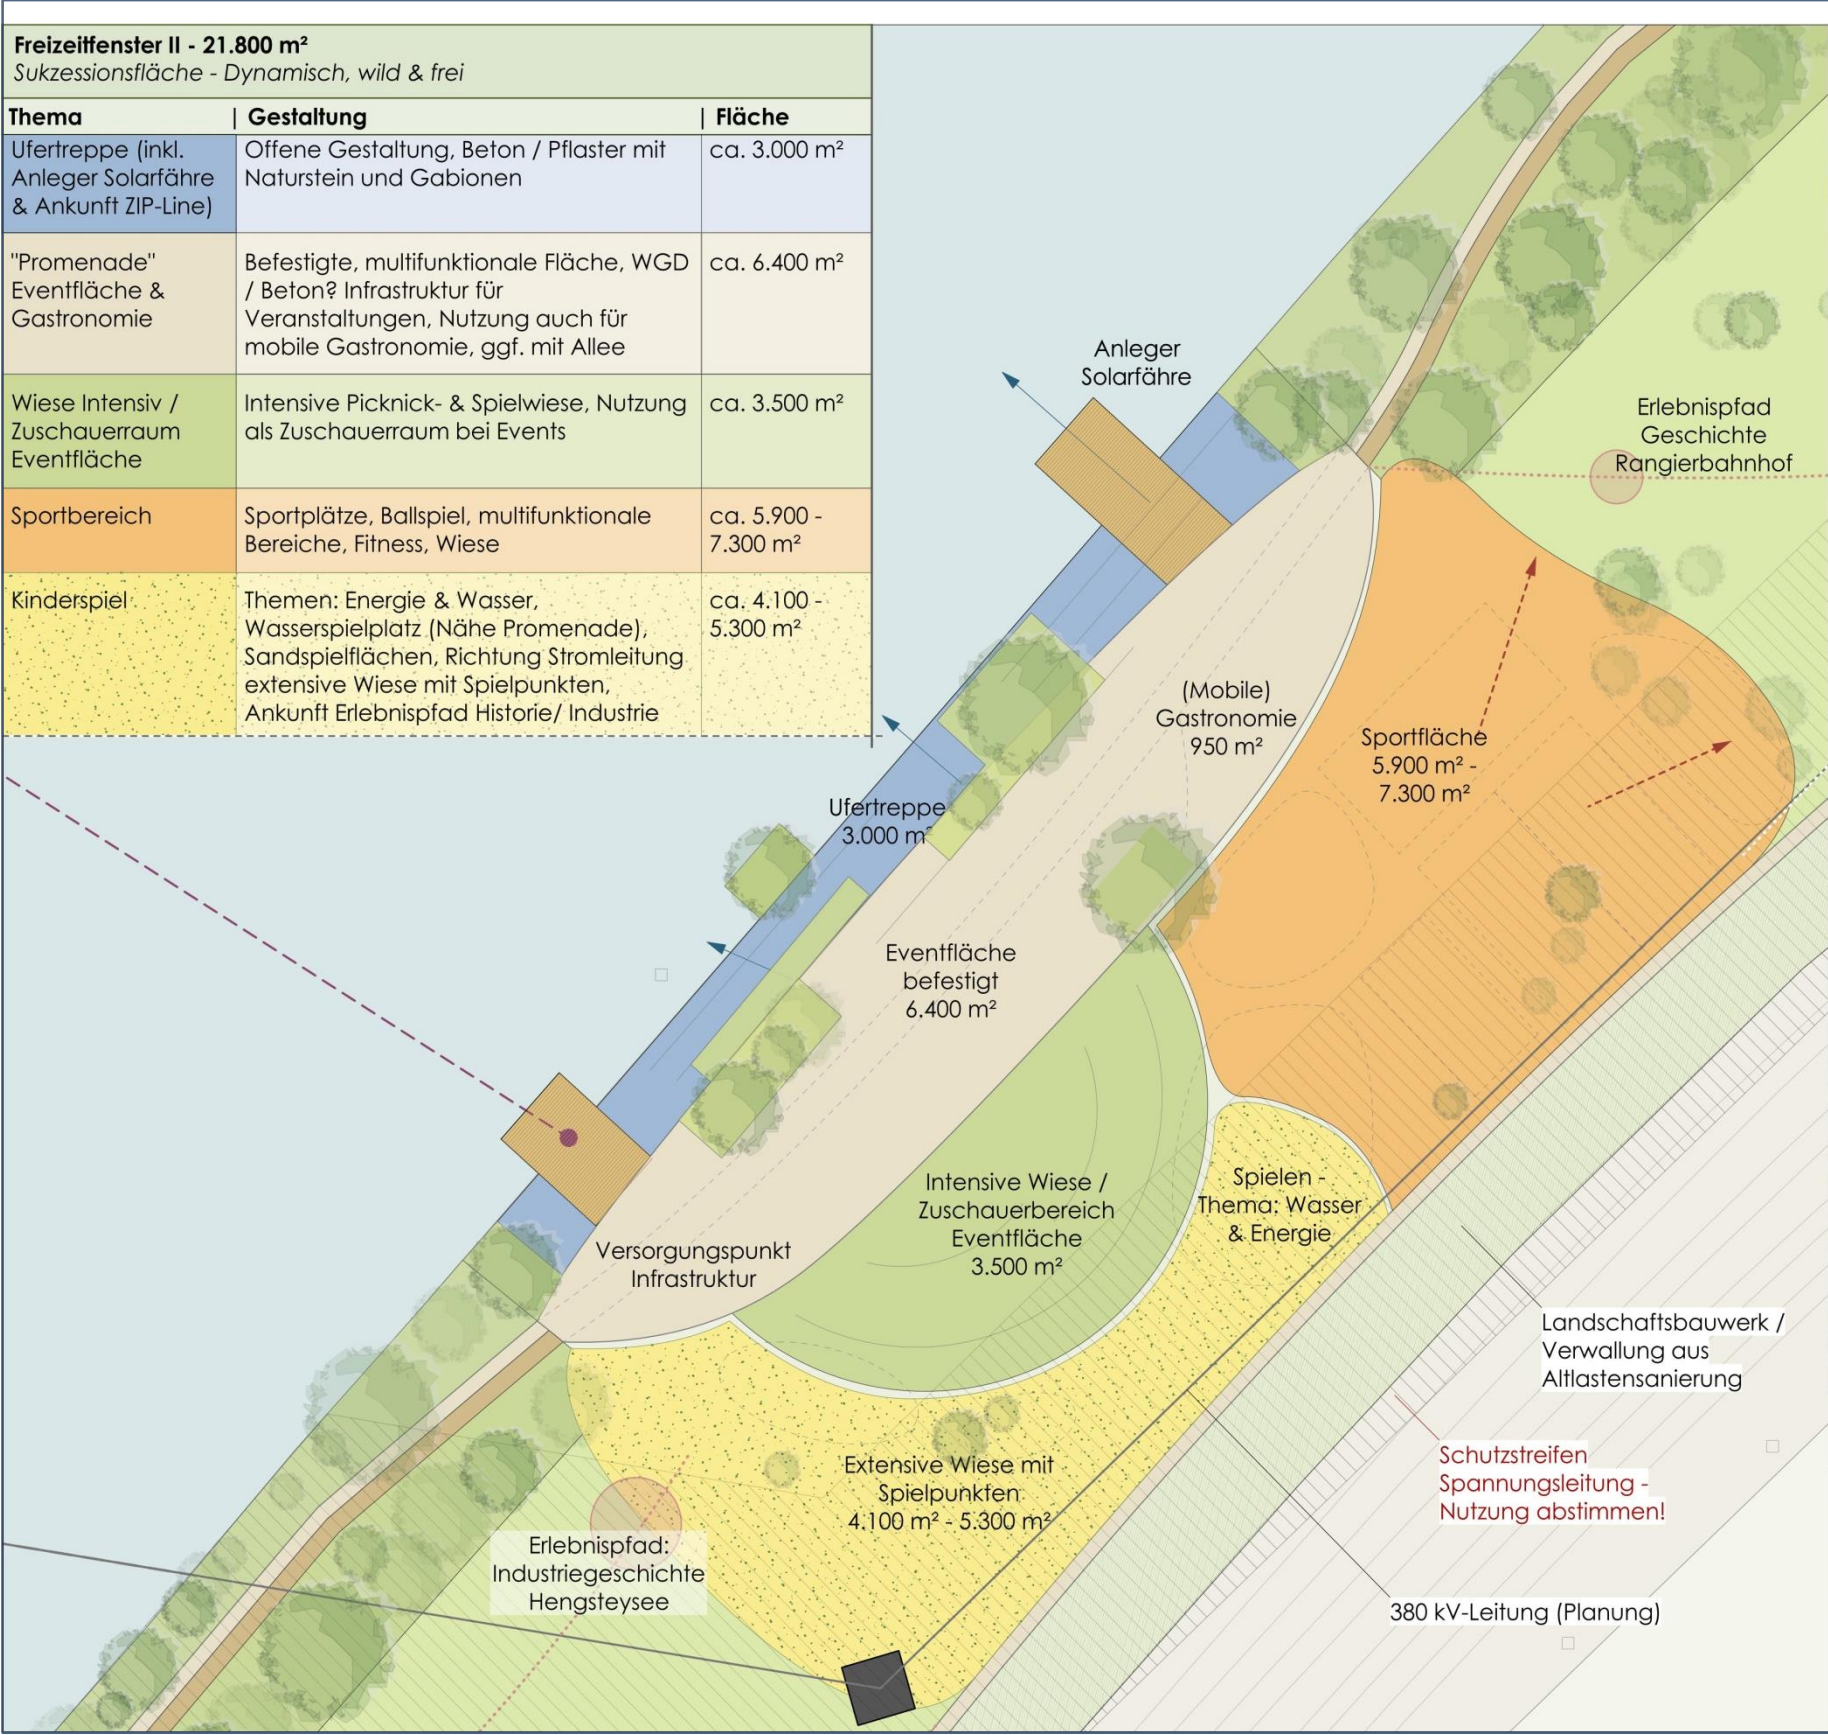 Freizeitfenster II - 21.800 m²
Sukzessionsfläche - Dynamisch, wild & frei
Thema | Gestaltung | Fläche
Ufertreppe (inkl.
Anleger Solarfähre
& Ankunft ZIP-Line)
Offene Gestaltung, Beton / Pflaster mit
Naturstein und Gabionen
ca. 3.000 m²
"Promenade"
Eventfläche &
Gastronomie
Befestigte, multifunktionale Fläche, WGD
/ Beton? Infrastruktur für
Veranstaltungen, Nutzung auch für
mobile Gastronomie, ggf. mit Allee
ca. 6.400 m²
Wiese Intensiv /
Zuschauerraum
Eventfläche
Intensive Picknick- & Spielwiese, Nutzung
als Zuschauerraum bei Events
ca. 3.500 m²
Sportbereich
Sportplätze, Ballspiel, multifunktionale
Bereiche, Fitness, Wiese
ca. 5.900 -
7.300 m²
Kinderspiel
Themen: Energie & Wasser,
Wasserspielplatz (Nähe Promenade),
Sandspielflächen, Richtung Stromleitung
extensive Wiese mit Spielpunkten,
Ankunft Erlebnispfad Historie/ Industrie
ca. 4.100 -
5.300 m²
Anleger
Solarfähre
Erlebnispfad
Geschichte
Rangierbahnhof
(Mobile)
Gastronomie
950 m²
Sportfläche
5.900 m² -
7.300 m²
Ufertreppe
3.000 m²
Eventfläche
befestigt
6.400 m²
Intensive Wiese /
Zuschauerbereich
Eventfläche
3.500 m²
Spielen -
Thema: Wasser
& Energie
Versorgungspunkt
Infrastruktur
Landschaftsbauwerk /
Verwallung aus
Altlastensanierung
Schutzstreifen
Spannungsleitung -
Nutzung abstimmen!
Extensive Wiese mit
Spielpunkten
4.100 m² - 5.300 m²
Erlebnispfad:
Industriegeschichte
Hengsteysee
380 kV-Leitung (Planung)